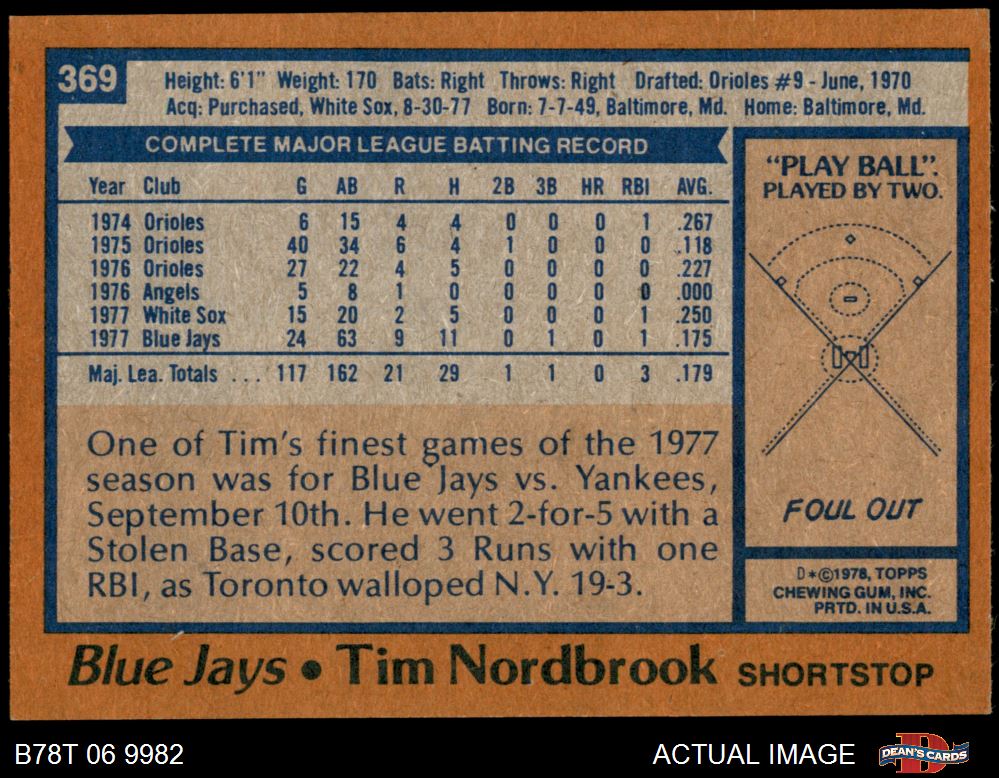 369
Height: 6'1" Weight: 170 Bats: Right Throws: Right Drafted: Orioles #9 - June, 1970
Acq: Purchased, White Sox, 8-30-77 Born: 7-7-49, Baltimore, Md. Home: Baltimore, Md.
COMPLETE MAJOR LEAGUE BATTING RECORD
Year Club G AB R H 2B 3B HR RBI AVG.
1974 Orioles 6 15 4 4 0 0 0 1 .267
1975 Orioles 40 34 6 4 1 0 0 0 .118
1976 Orioles 27 22 4 5 0 0 0 0 .227
1976 Angels 5 8 1 0 0 0 0 0 .000
1977 White Sox 15 20 2 5 0 0 0 1 .250
1977 Blue Jays 24 63 9 11 0 1 0 1 .175
Maj. Lea. Totals ... 117 162 21 29 1 1 0 3 .179
One of Tim's finest games of the 1977
season was for Blue Jays vs. Yankees,
September 10th. He went 2-for-5 with a
Stolen Base, scored 3 Runs with one
RBI, as Toronto walloped N.Y. 19-3.
"PLAY BALL".
PLAYED BY TWO.
FOUL OUT
D*©1978, TOPPS
CHEWING GUM, INC.
PRTD. IN U.S.A.
Blue Jays • Tim Nordbrook SHORTSTOP
B78T 06 9982
ACTUAL IMAGE
D
DEAN'S CARDS